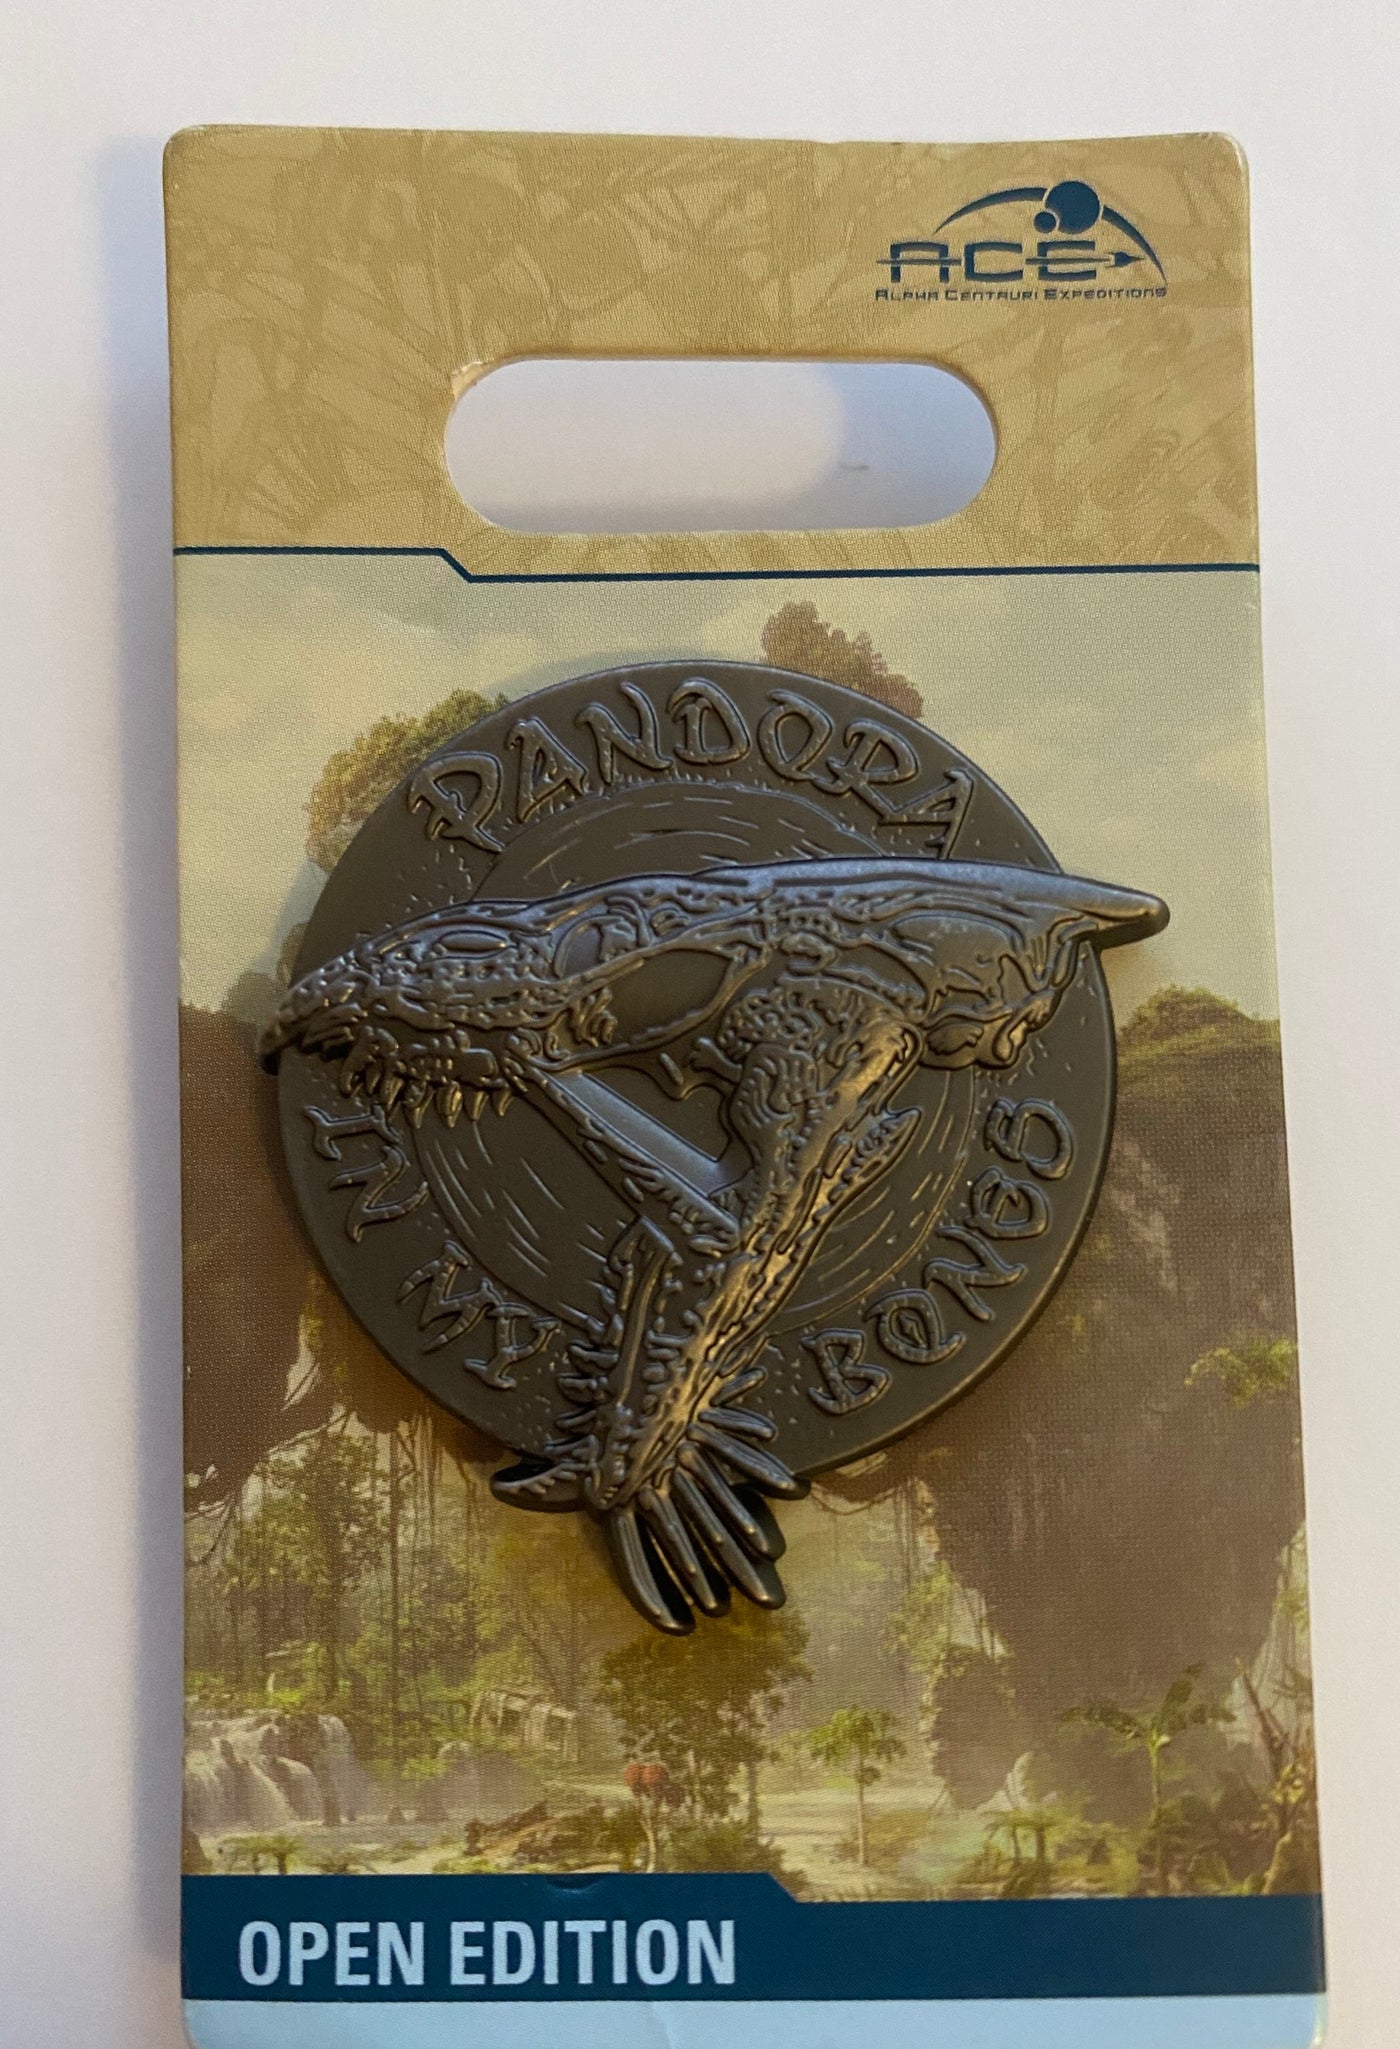 ACE
Alpha Centauri Expeditions
PANDORA
IN MY BONES
OPEN EDITION